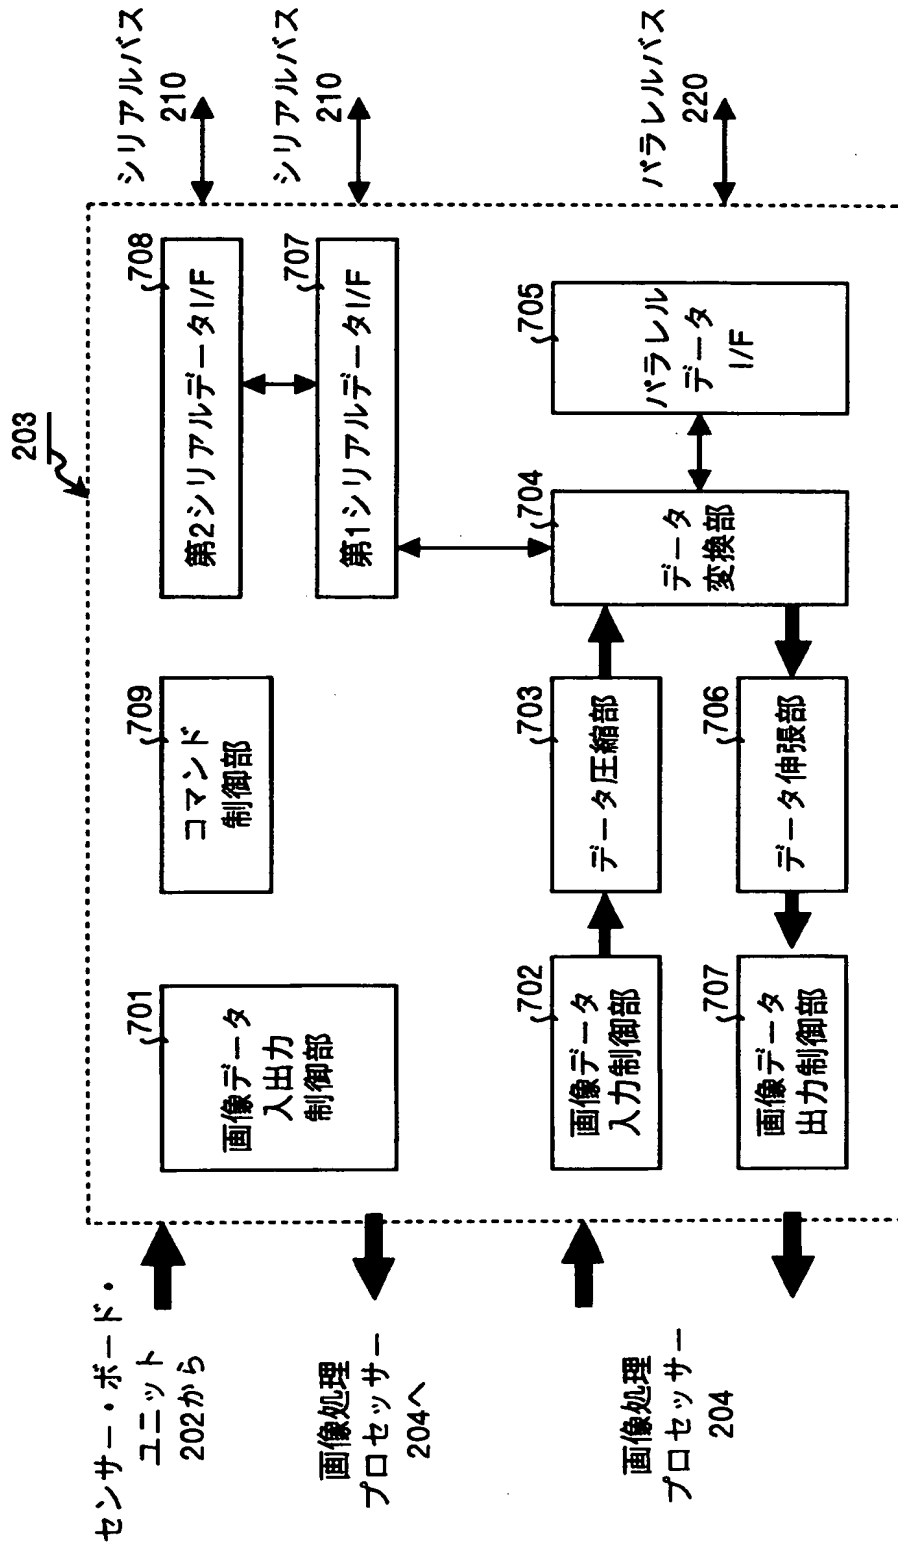 203
センサー・ボード・
ユニット
202から
画像処理
プロセッサー
204へ
画像処理
プロセッサー
204
701
画像データ
入出力
制御部
709
コマンド
制御部
708
第2シリアルデータI/F
707
第1シリアルデータI/F
702
画像データ
入力制御部
703
データ圧縮部
704
データ
変換部
705
パラレル
データ
I/F
707
画像データ
出力制御部
706
データ伸張部
シリアルバス
210
シリアルバス
210
パラレルバス
220